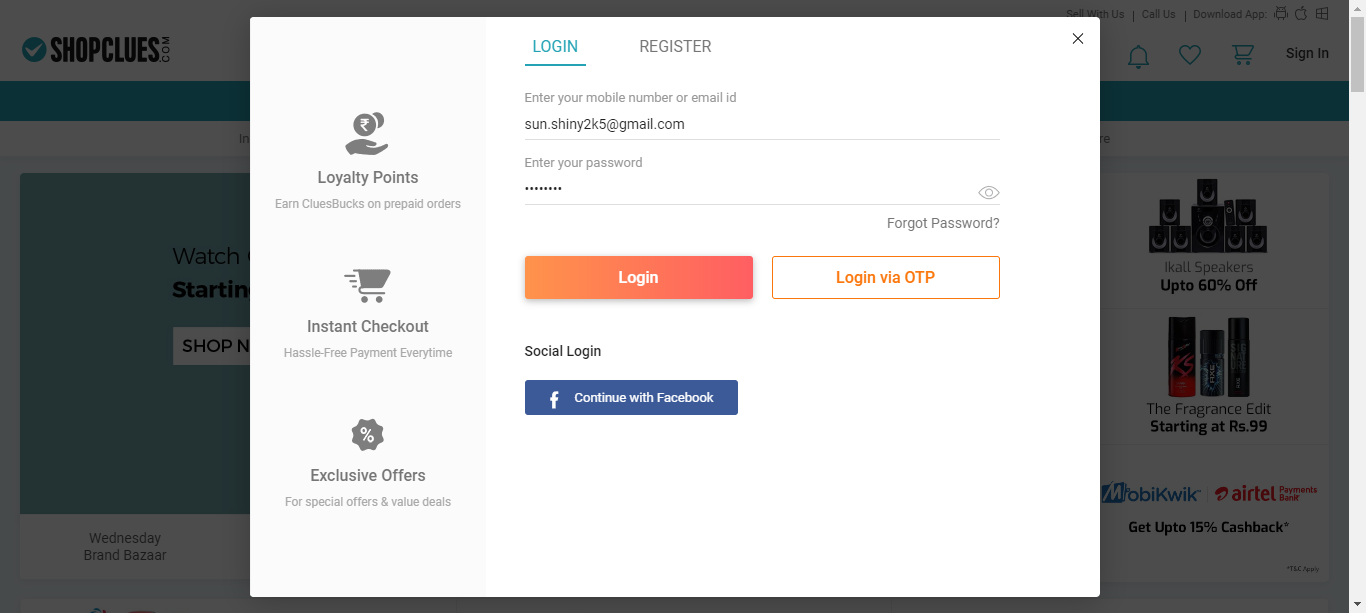 Sell With Us | Call Us | Download App:
SHOPCLUES.COM
Sign In
LOGIN REGISTER
Enter your mobile number or email id
sun.shiny2k5@gmail.com
Enter your password
••••••••
Forgot Password?
Login Login via OTP
Social Login
f Continue with Facebook
₹
Loyalty Points
Earn CluesBucks on prepaid orders
Instant Checkout
Hassle-Free Payment Everytime
%
Exclusive Offers
For special offers & value deals
In
re
Watch
Startin
SHOP N
Wednesday
Brand Bazaar
Ikall Speakers
Upto 60% Off
KS
AXE
The Fragrance Edit
Starting at Rs.99
MobiKwik | airtel Payments Bank
Get Upto 15% Cashback*
*T&C Apply